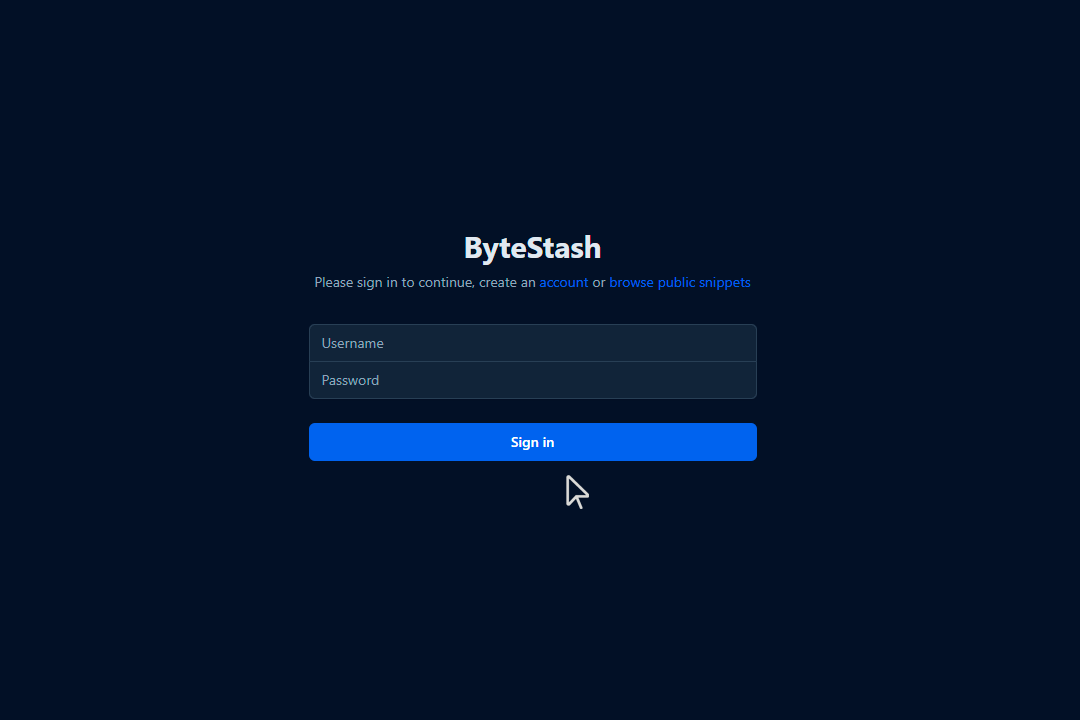 ByteStash
Please sign in to continue, create an account or browse public snippets
Username
Password
Sign in